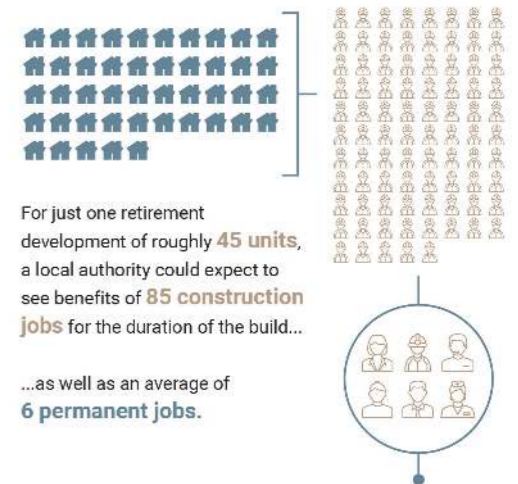 For just one retirement
development of roughly 45 units,
a local authority could expect to
see benefits of 85 construction
jobs for the duration of the build...
...as well as an average of
6 permanent jobs.